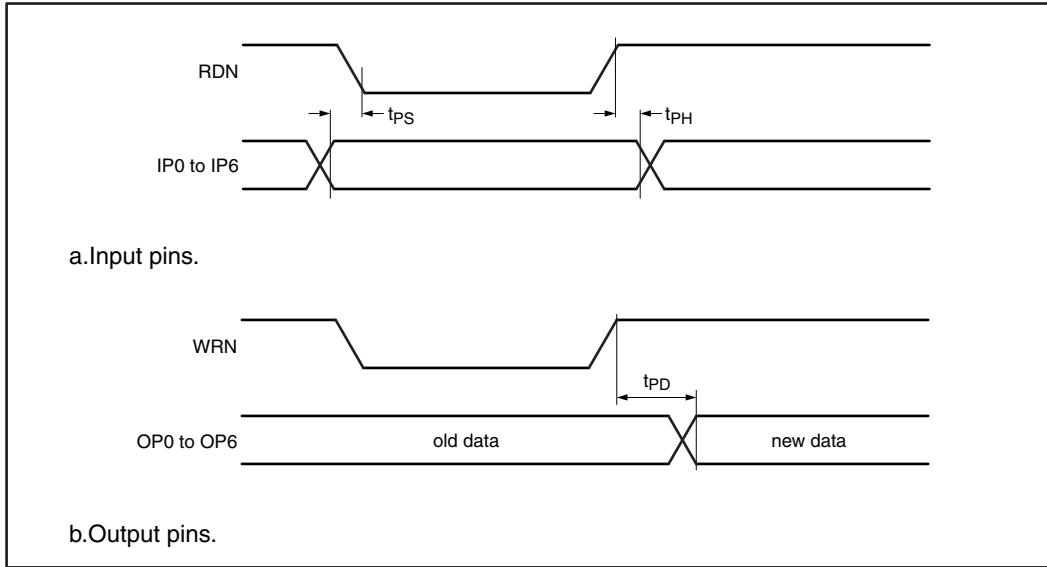 RDN
tPS
tPH
IP0 to IP6
a.Input pins.
WRN
tPD
OP0 to OP6
old data
new data
b.Output pins.